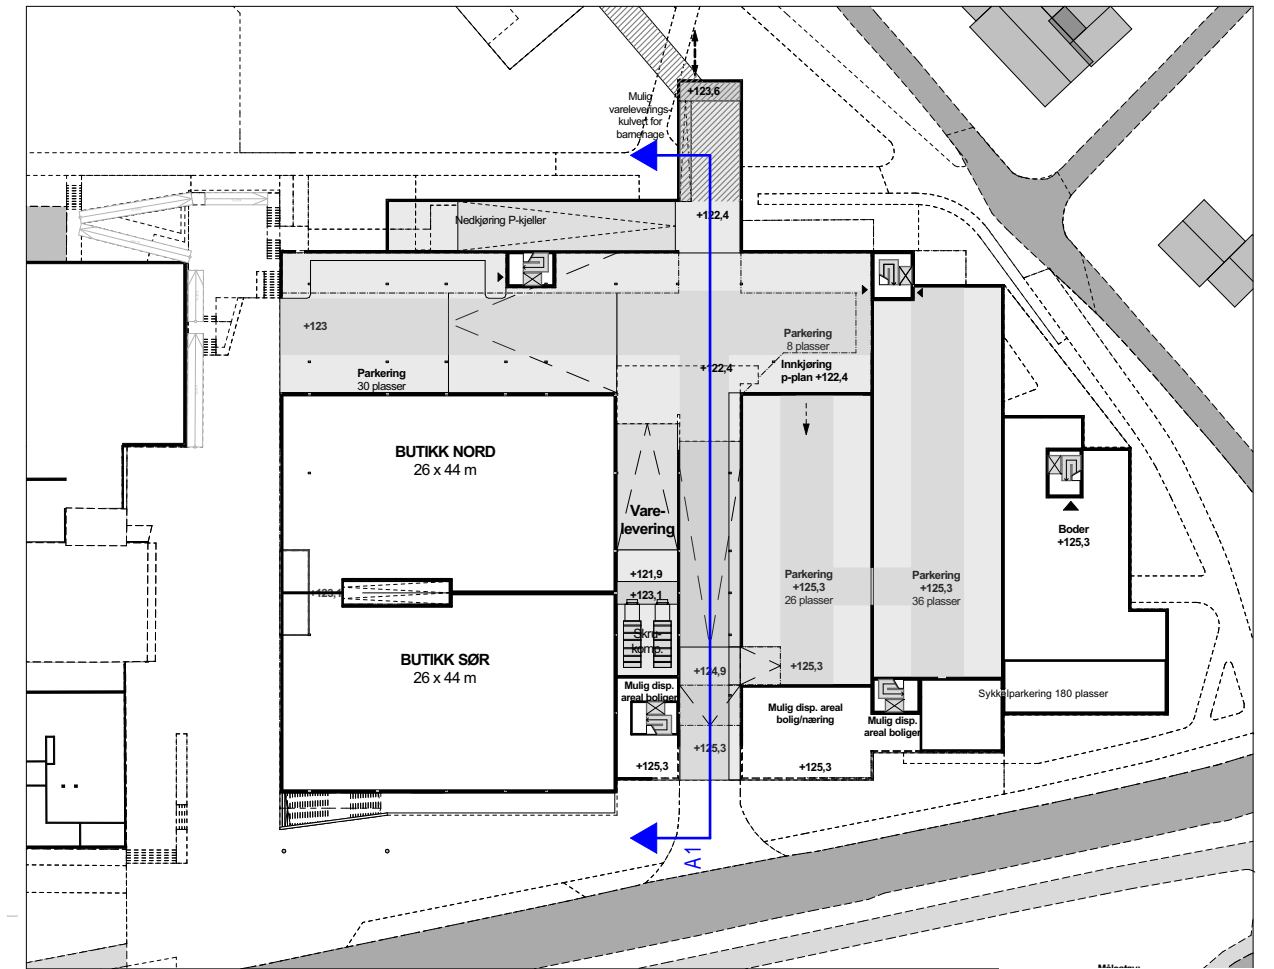 +123,6
Mulig
varelevering-
kulvert for
barnehage
+122,4
Nedkjøring P-kjeller
+123
Parkering
8 plasser
+122,4
Innkjøring
p-plan +122,4
Parkering
30 plasser
BUTIKK NORD
26 x 44 m
Vare-
levering
Boder
+125,3
+121,9
+123,1
Parkering
+125,3
26 plasser
Parkering
+125,3
36 plasser
Skru-
komp.
BUTIKK SØR
26 x 44 m
+124,9
+125,3
Mulig disp.
areal boliger
Sykkelparkering 180 plasser
Mulig disp. areal
bolig/næring
Mulig disp.
areal boliger
+125,3
+125,3
+125,3
A1